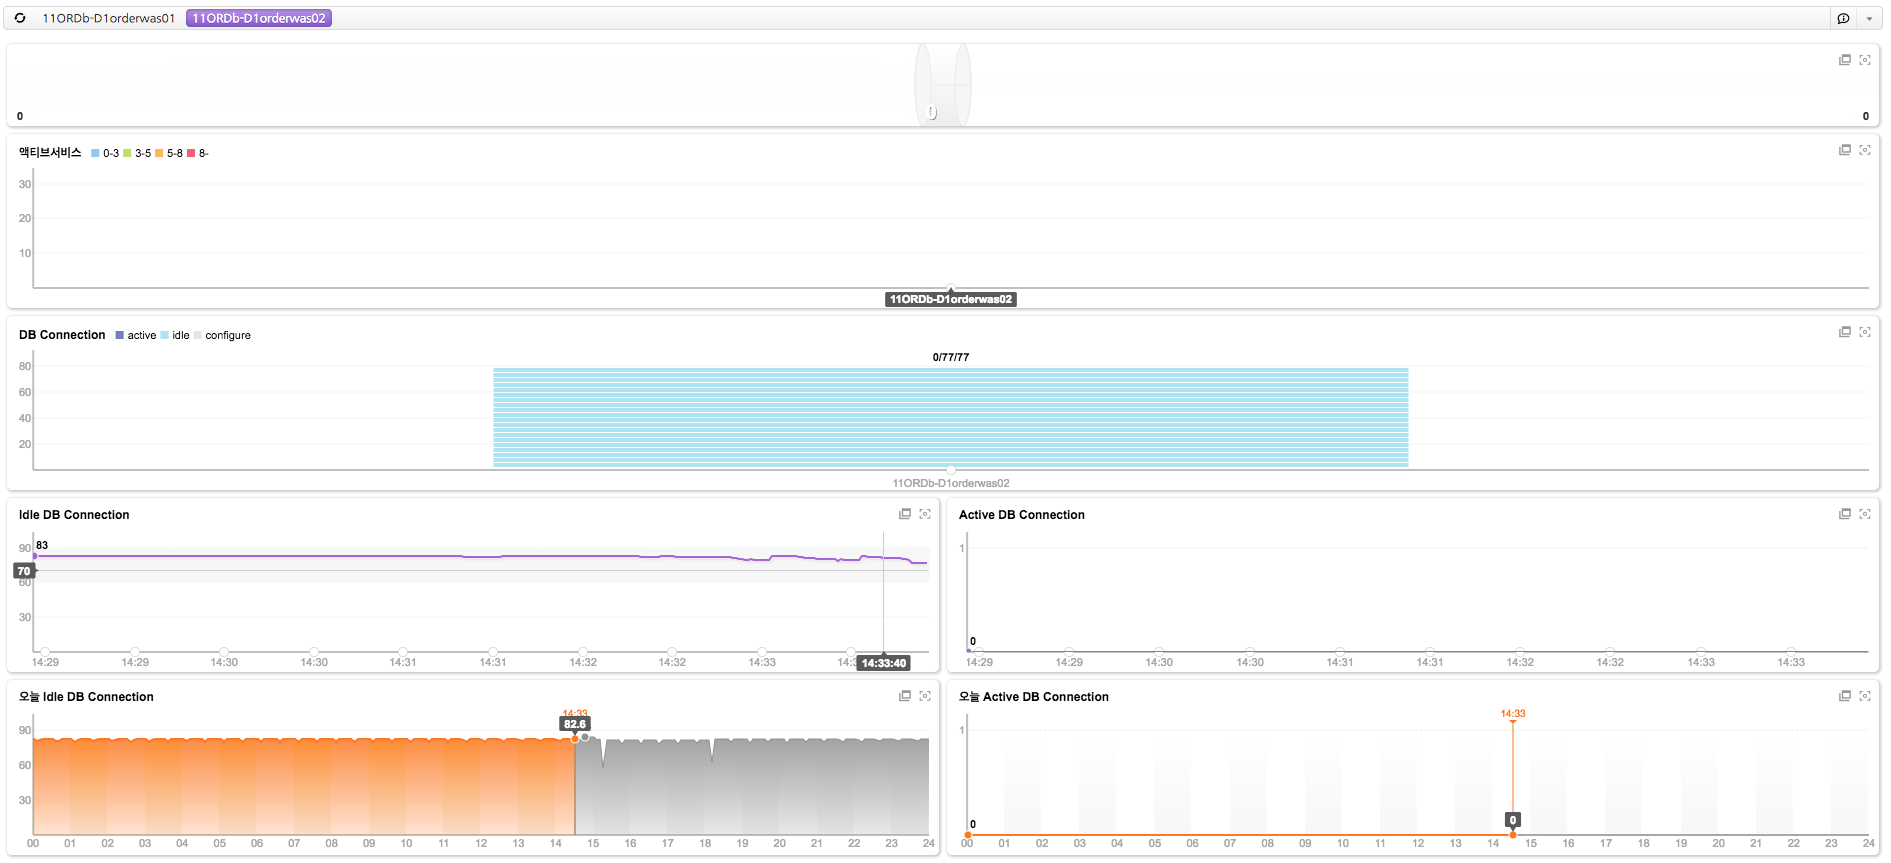 11ORDb-D1orderwas01 11ORDb-D1orderwas02
0 0 0
액티브서비스 0-3 3-5 5-8 8-
30
20
10
11ORDb-D1orderwas02
DB Connection active idle configure
0/77/77
80
60
40
20
11ORDb-D1orderwas02
Idle DB Connection
83
90
70
60
30
14:29 14:29 14:30 14:30 14:31 14:31 14:32 14:32 14:33 14:33:40
Active DB Connection
1
0
14:29 14:29 14:30 14:30 14:31 14:31 14:32 14:32 14:33 14:33
오늘 Idle DB Connection
14:33
82.6
90
60
30
00 01 02 03 04 05 06 07 08 09 10 11 12 13 14 15 16 17 18 19 20 21 22 23 24
오늘 Active DB Connection
14:33
1
0
0
00 01 02 03 04 05 06 07 08 09 10 11 12 13 14 15 16 17 18 19 20 21 22 23 24